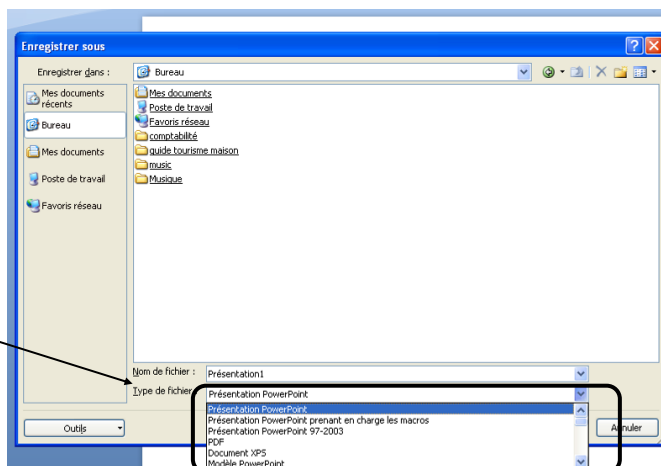 Enregistrer sous
Enregistrer dans :
Bureau
Mes documents récents
Bureau
Mes documents
Poste de travail
Favoris réseau
Mes documents
Poste de travail
Favoris réseau
comptabilité
guide tourisme maison
music
Musique
Nom de fichier :
Présentation1
Type de fichier
Présentation PowerPoint
Présentation PowerPoint
Présentation PowerPoint prenant en charge les macros
Présentation PowerPoint 97-2003
PDF
Document XPS
Modèle PowerPoint
Outils
Annuler